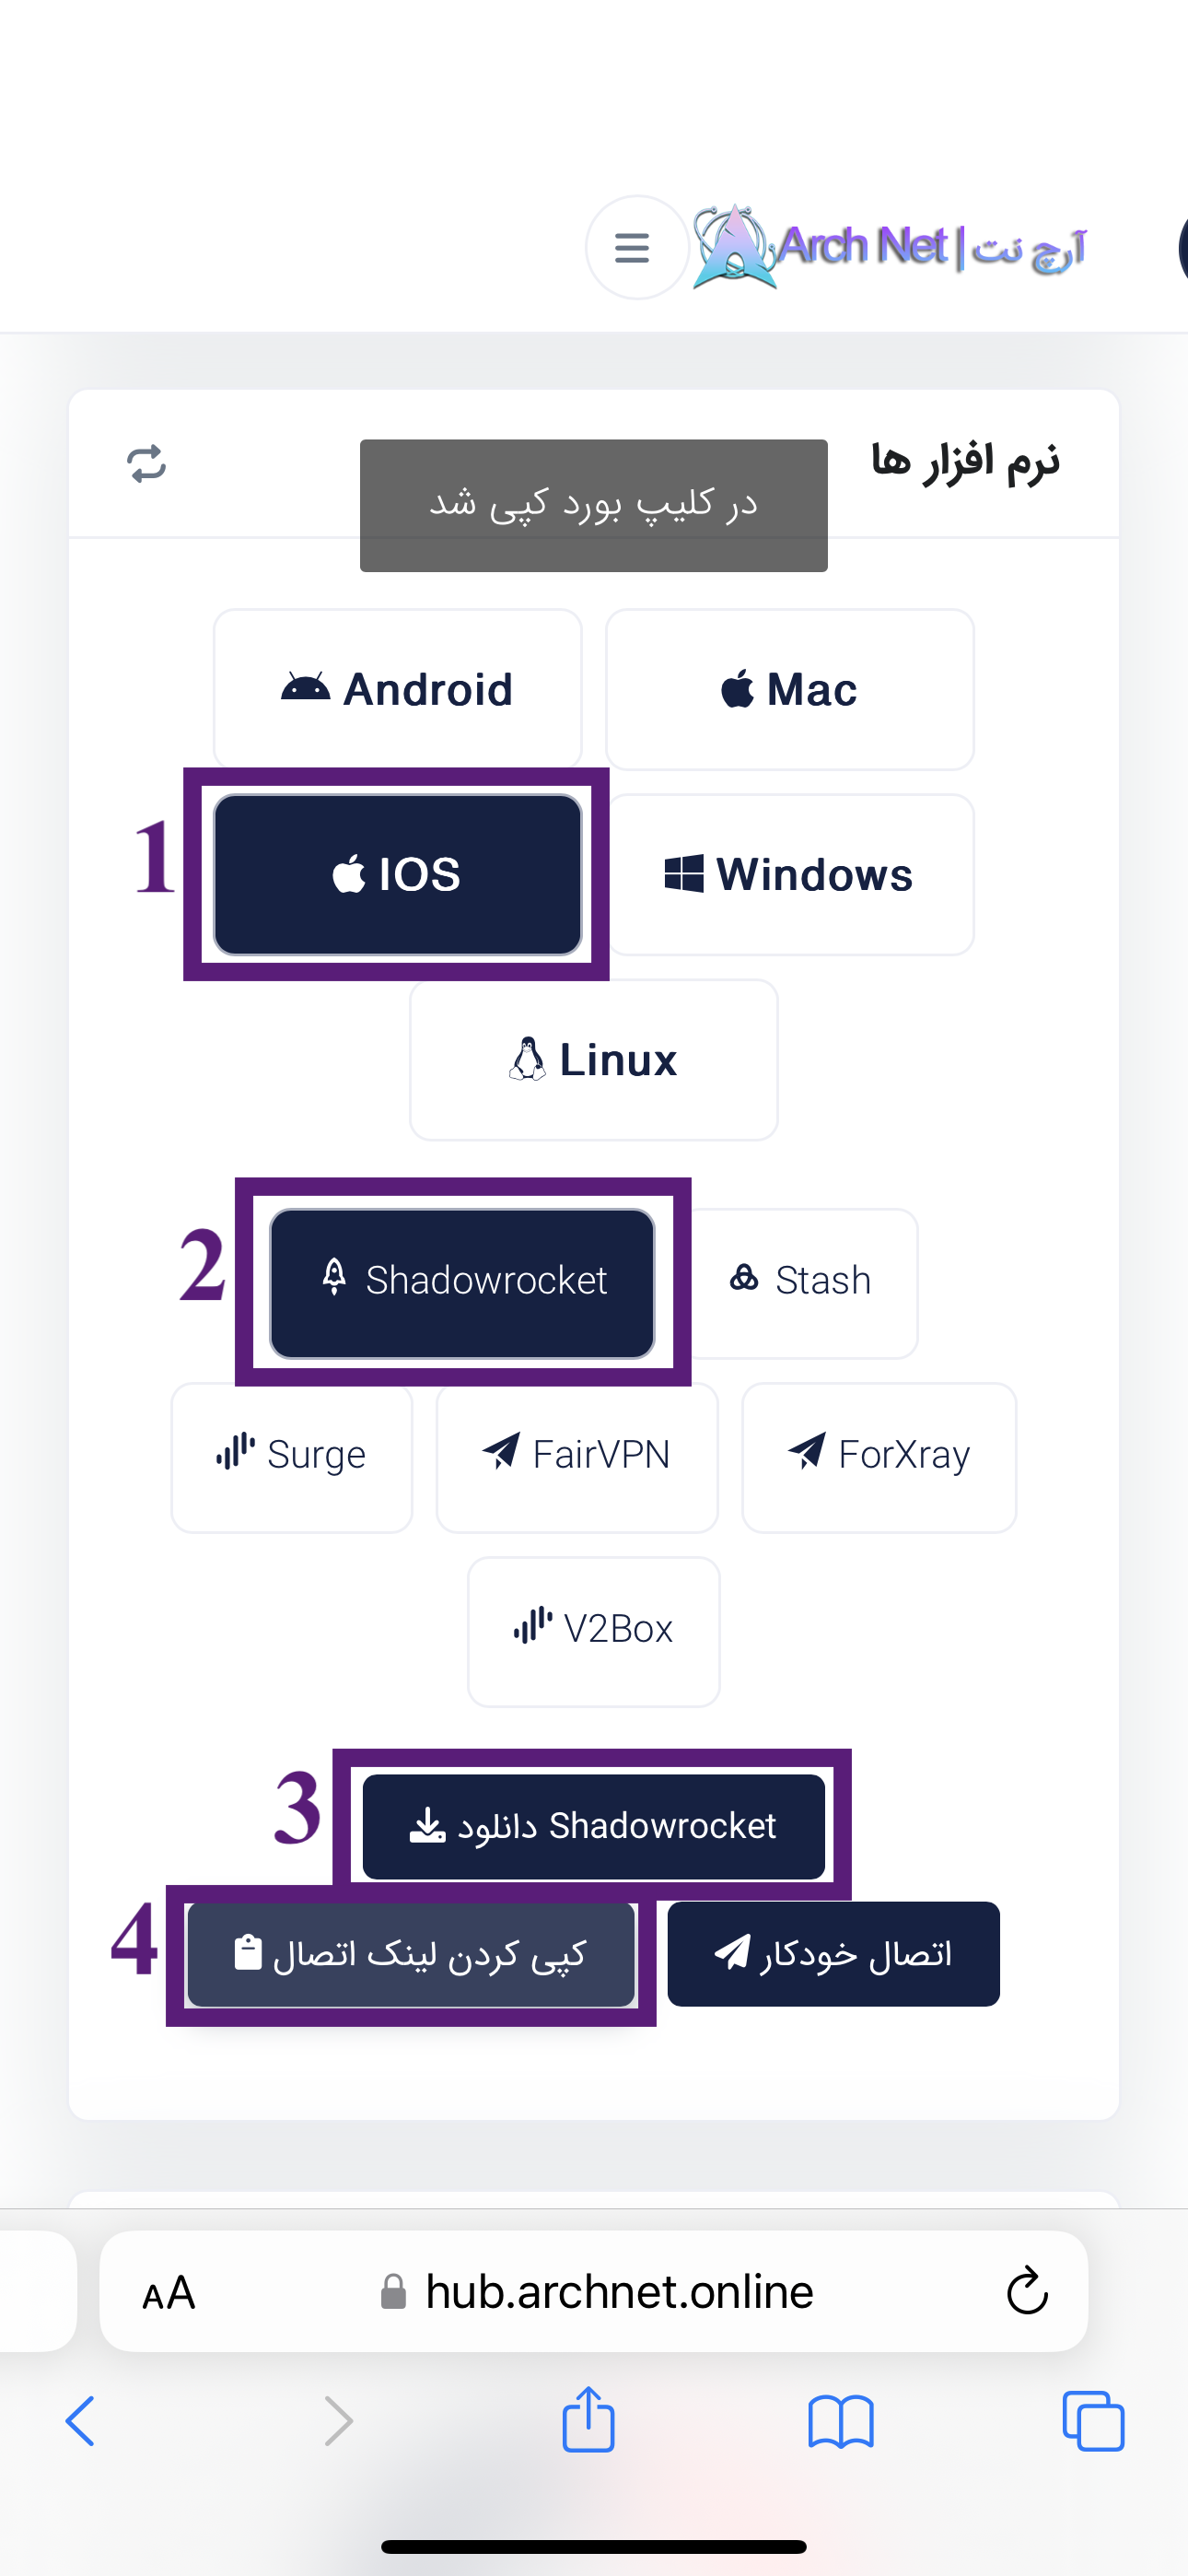 Arch Net | آرچ نت
نرم افزار ها
در کلیپ بورد کپی شد
Android
Mac
1
IOS
Windows
Linux
2
Shadowrocket
Stash
Surge
FairVPN
ForXray
V2Box
3
دانلود Shadowrocket
4
کپی کردن لینک اتصال
اتصال خودکار
AA
hub.archnet.online